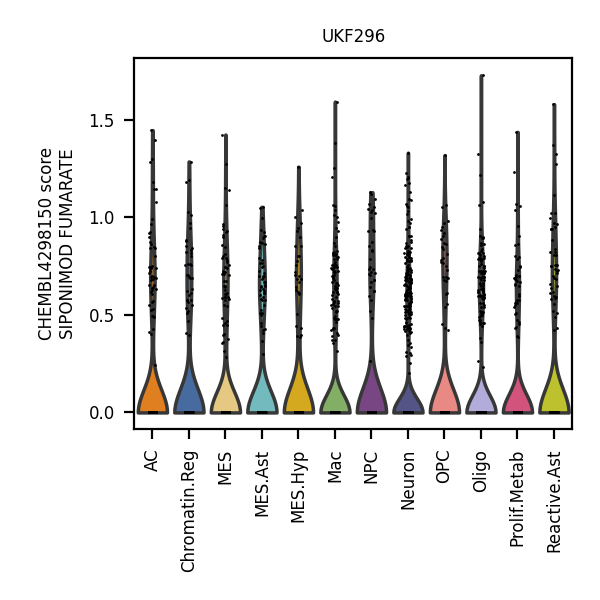 UKF296
CHEMBL4298150 score
SIPONIMOD FUMARATE
1.5
1.0
0.5
0.0
AC
Chromatin.Reg
MES
MES.Ast
MES.Hyp
Mac
NPC
Neuron
OPC
Oligo
Prolif.Metab
Reactive.Ast